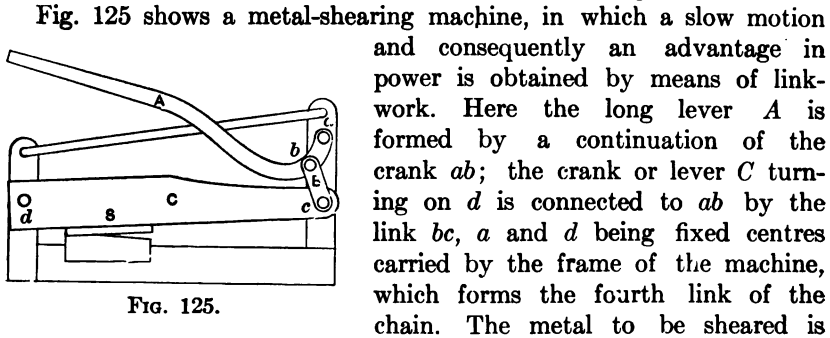 Fig. 125 shows a metal-shearing machine, in which a slow motion
and consequently an advantage in
power is obtained by means of link-
work. Here the long lever A is
formed by a continuation of the
crank ab; the crank or lever C turn-
ing on d is connected to ab by the
link bc, a and d being fixed centres
carried by the frame of the machine,
which forms the fourth link of the
chain. The metal to be sheared is
A
b
c
d
S
C
FIG. 125.